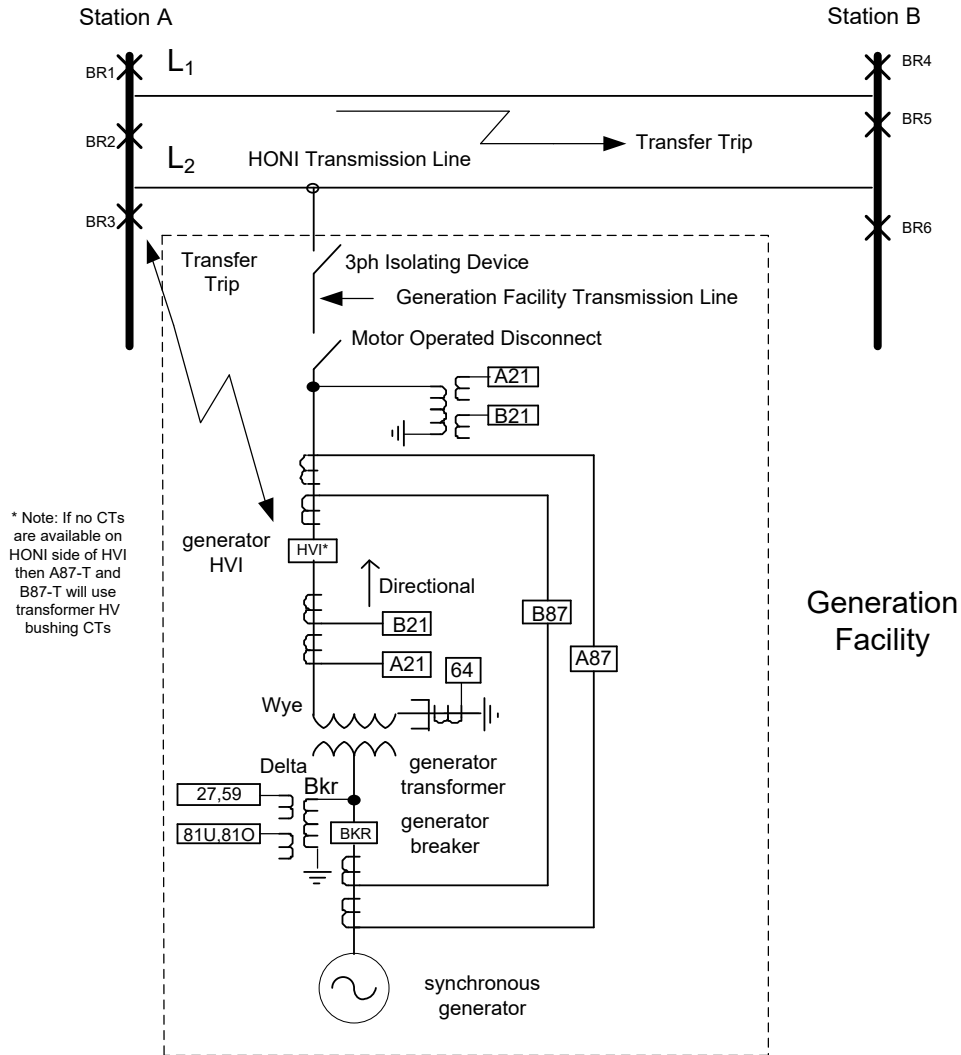 Station A
Station B
BR1
L1
BR4
BR5
BR2
Transfer Trip
HONI Transmission Line
L2
BR3
BR6
Transfer
Trip
3ph Isolating Device
Generation Facility Transmission Line
Motor Operated Disconnect
A21
B21
* Note: If no CTs
are available on
HONI side of HVI
then A87-T and
B87-T will use
transformer HV
bushing CTs
generator
HVI
HVI*
Directional
B21
A21
B87
A87
64
Generation
Facility
Wye
Delta
generator
transformer
Bkr
27,59
81U,81O
BKR
generator
breaker
synchronous
generator